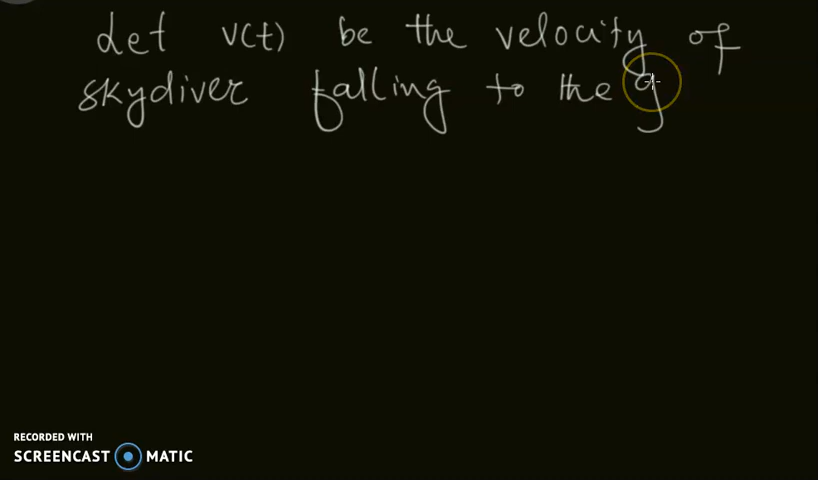 Let v(t) be the velocity of
skydiver falling to the g
RECORDED WITH
SCREENCAST MATIC